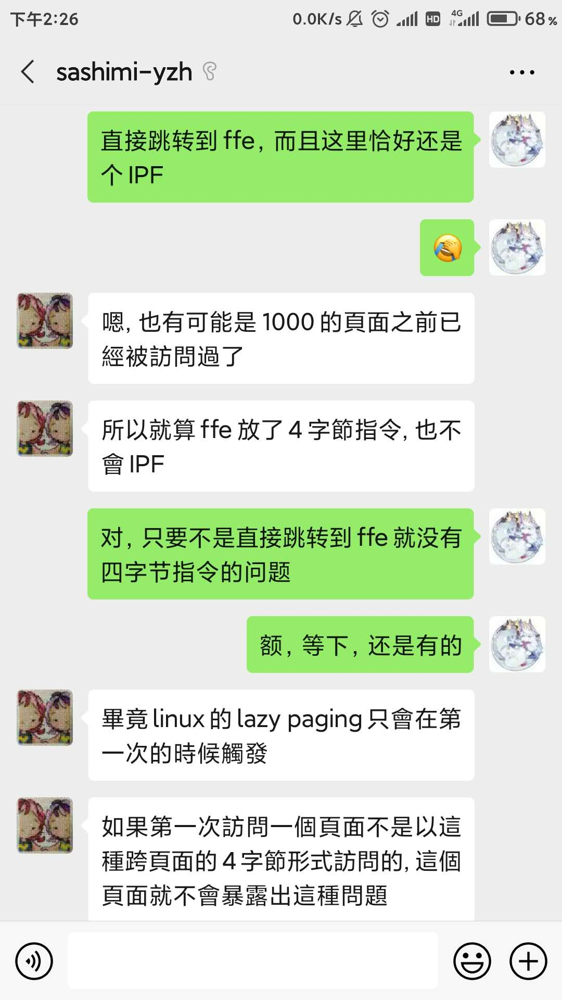 下午2:26
0.0K/s HD 4G 68%
sashimi-yzh
直接跳转到 ffe，而且这里恰好还是
个 IPF
嗯, 也有可能是 1000 的頁面之前已
經被訪問過了
所以就算 ffe 放了 4 字節指令, 也不
會 IPF
对，只要不是直接跳转到 ffe 就没有
四字节指令的问题
额，等下，还是有的
畢竟 linux 的 lazy paging 只會在第
一次的時候觸發
如果第一次訪問一個頁面不是以這
種跨頁面的 4 字節形式訪問的, 這個
頁面就不會暴露出這種問題